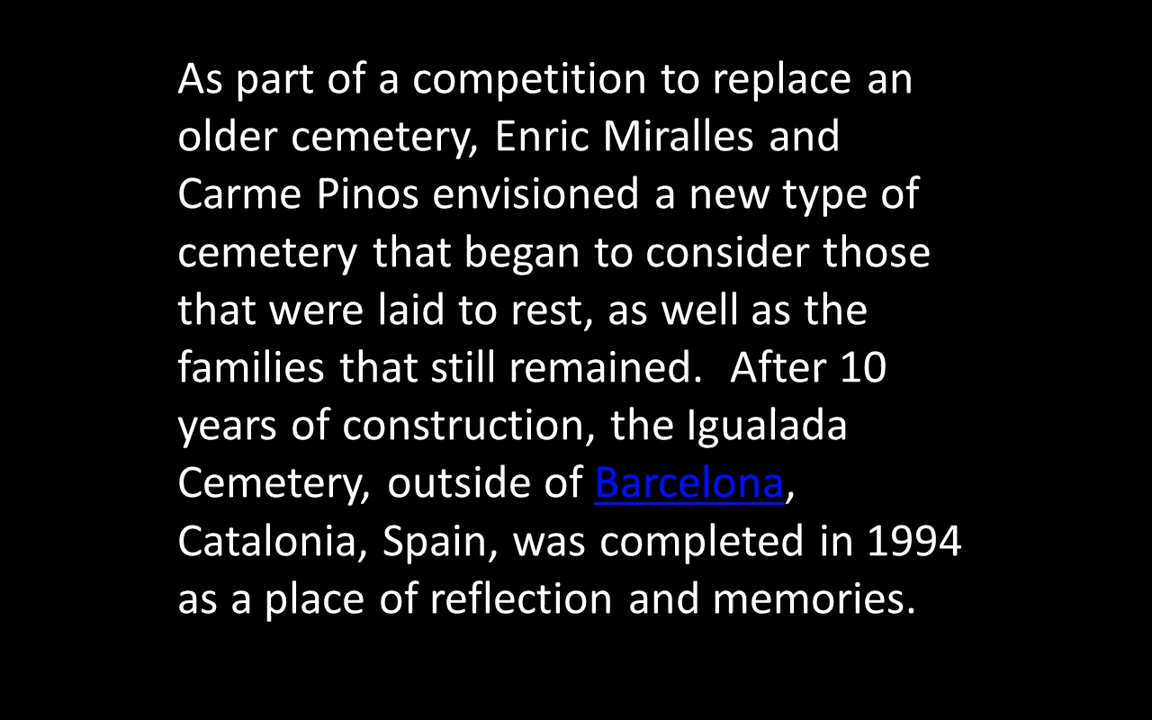 As part of a competition to replace an
older cemetery, Enric Miralles and
Carme Pinos envisioned a new type of
cemetery that began to consider those
that were laid to rest, as well as the
families that still remained.  After 10
years of construction, the Igualada
Cemetery, outside of Barcelona,
Catalonia, Spain, was completed in 1994
as a place of reflection and memories.